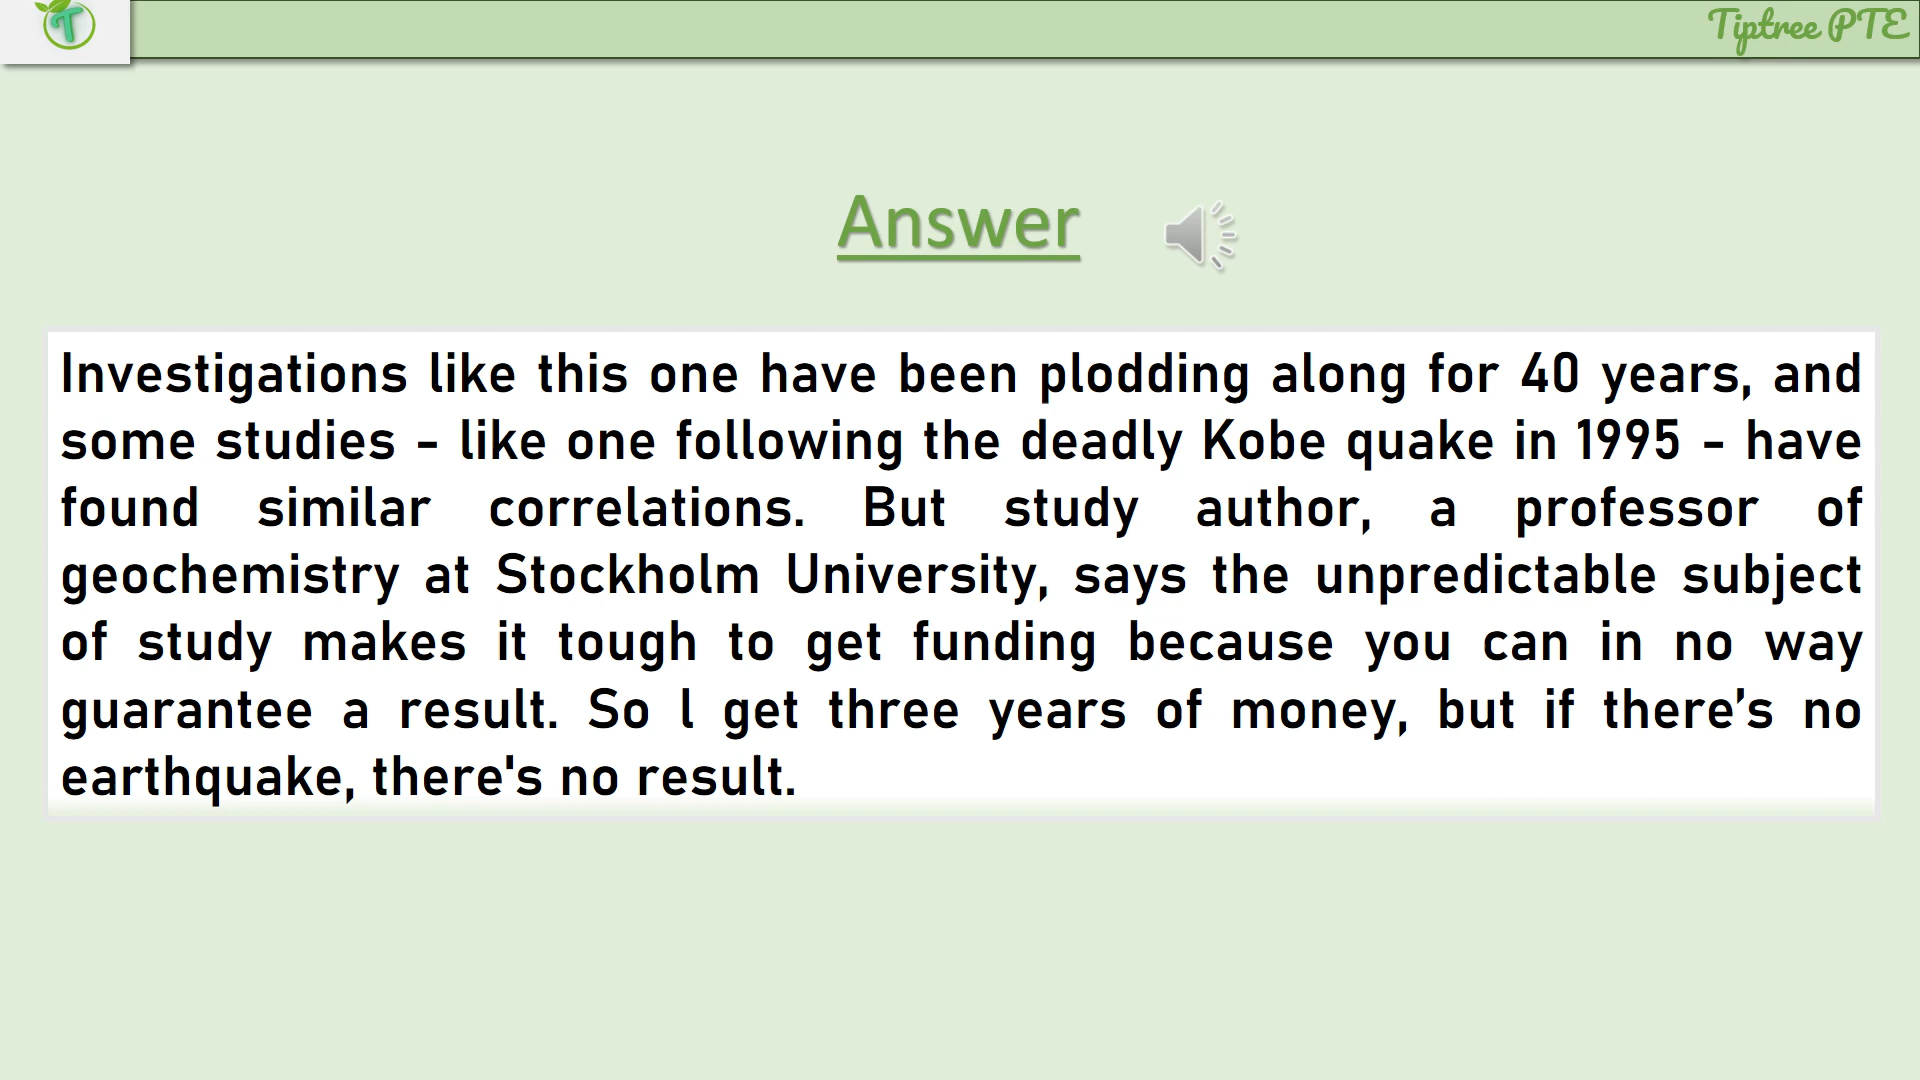 T
Tiptree PTE
Answer
Investigations like this one have been plodding along for 40 years, and
some studies - like one following the deadly Kobe quake in 1995 - have
found similar correlations. But study author, a professor of
geochemistry at Stockholm University, says the unpredictable subject
of study makes it tough to get funding because you can in no way
guarantee a result. So l get three years of money, but if there’s no
earthquake, there's no result.